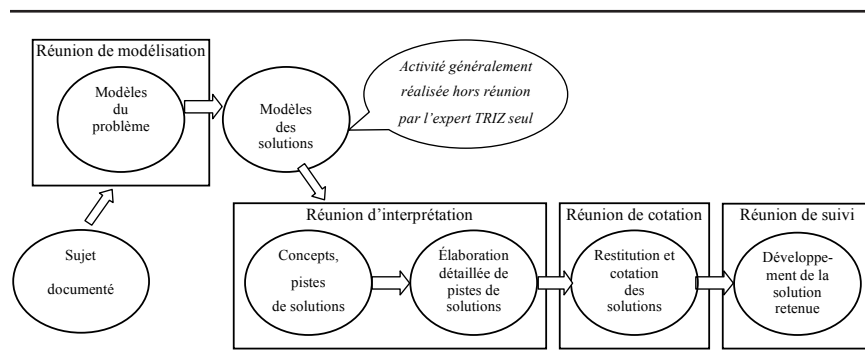 Réunion de modélisation
Modèles
du
problème
Modèles
des
solutions
Activité généralement
réalisée hors réunion
par l’expert TRIZ seul
Sujet
documenté
Réunion d’interprétation
Concepts,
pistes
de solutions
Élaboration
détaillée de
pistes de
solutions
Réunion de cotation
Restitution et
cotation
des
solutions
Réunion de suivi
Développe-
ment de la
solution
retenue